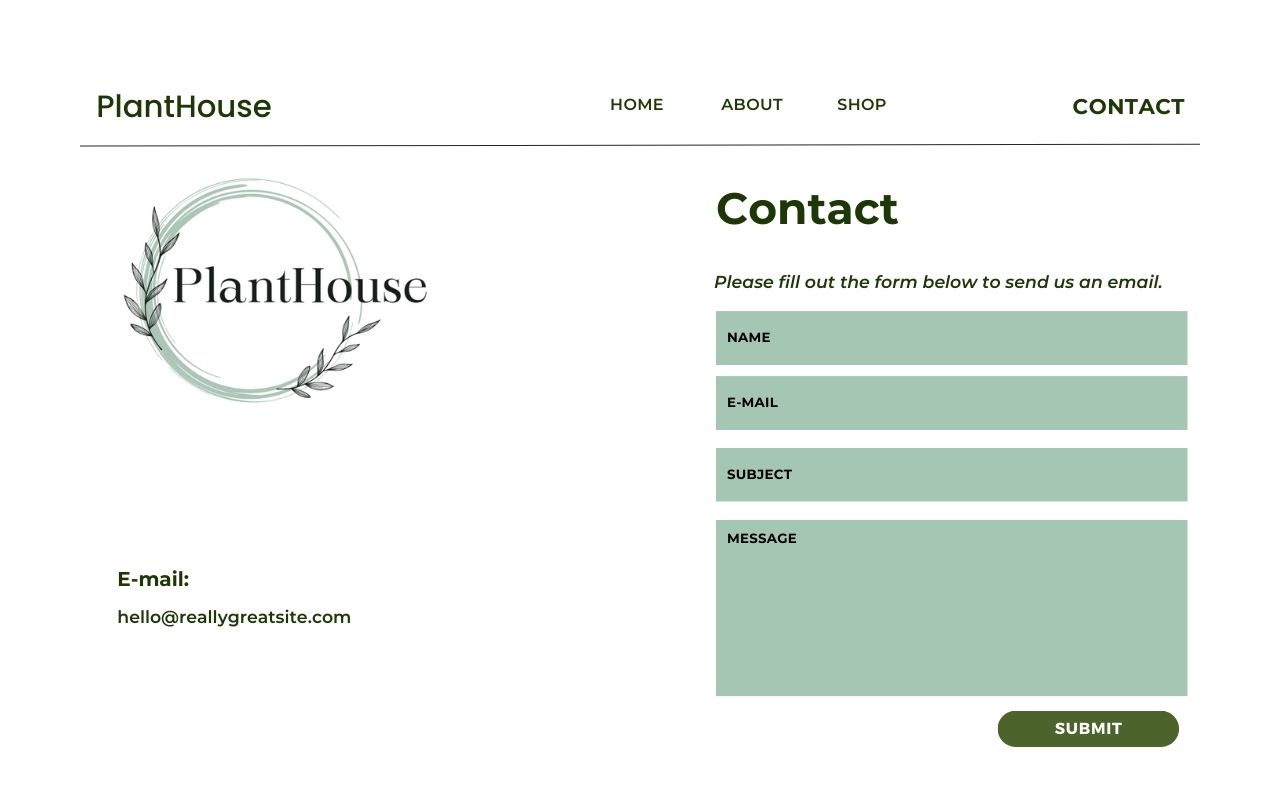 PlantHouse
HOME
ABOUT
SHOP
CONTACT
PlantHouse
Contact
Please fill out the form below to send us an email.
NAME
E-MAIL
SUBJECT
MESSAGE
E-mail:
hello@reallygreatsite.com
SUBMIT